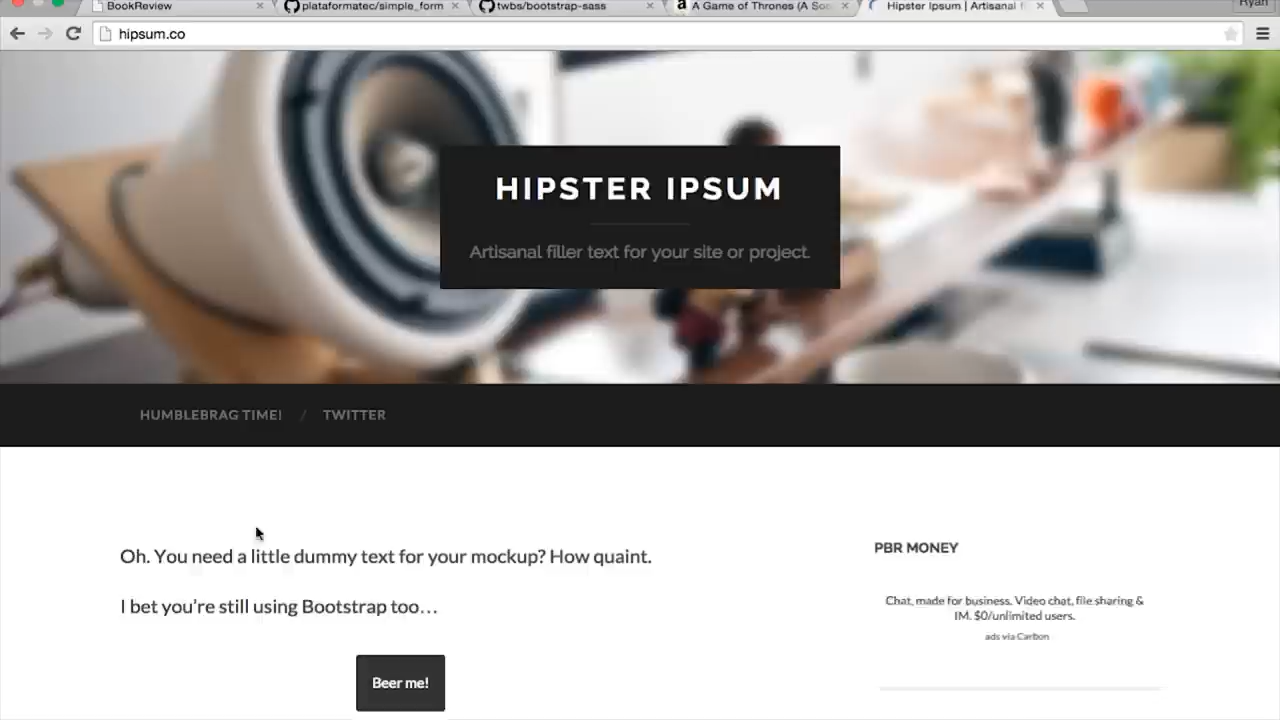 BookReview
plataformatec/simple_form
twbs/bootstrap-sass
A Game of Thrones (A So
Hipster Ipsum | Artisanal f
Ryan
hipsum.co
HIPSTER IPSUM
Artisanal filler text for your site or project.
HUMBLEBRAG TIME! / TWITTER
Oh. You need a little dummy text for your mockup? How quaint.
I bet you're still using Bootstrap too…
Beer me!
PBR MONEY
Chat, made for business. Video chat, file sharing &
IM. $0/unlimited users.
ads via Carbon